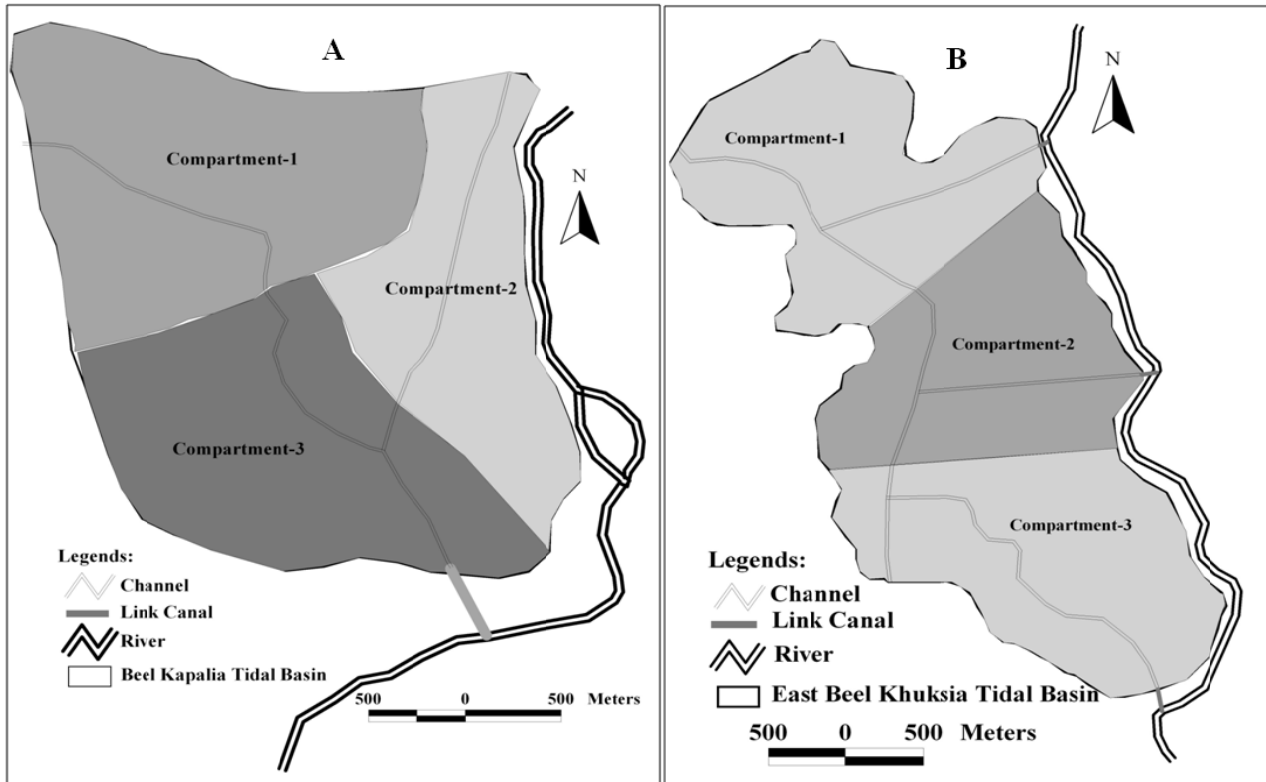 A
N
Compartment-1
Compartment-2
Compartment-3
Legends:
Channel
Link Canal
River
Beel Kapalia Tidal Basin
500 0 500 Meters
B
N
Compartment-1
Compartment-2
Compartment-3
Legends:
Channel
Link Canal
River
East Beel Khuksia Tidal Basin
500 0 500 Meters